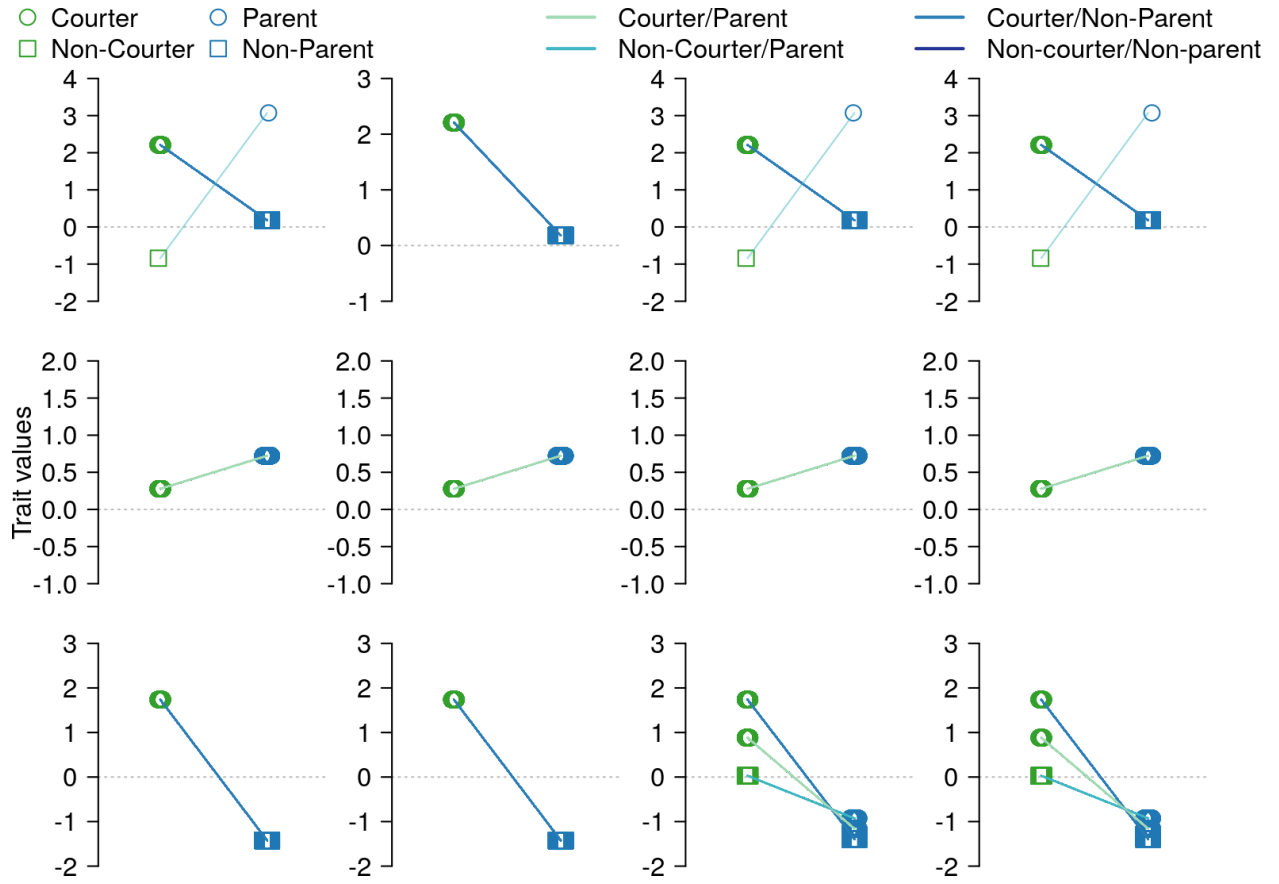 Courter Parent Courter/Parent Courter/Non-Parent
Non-Courter Non-Parent Non-Courter/Parent Non-courter/Non-parent
4 3 4 4
3 2 3 3
2 1 2 2
1 0 1 1
0 -1 0 0
-1 -1 -1
-2 -2 -2
Trait values
2.0 2.0 2.0 2.0
1.5 1.5 1.5 1.5
1.0 1.0 1.0 1.0
0.5 0.5 0.5 0.5
0.0 0.0 0.0 0.0
-0.5 -0.5 -0.5 -0.5
-1.0 -1.0 -1.0 -1.0
3 3 3 3
2 2 2 2
1 1 1 1
0 0 0 0
-1 -1 -1 -1
-2 -2 -2 -2